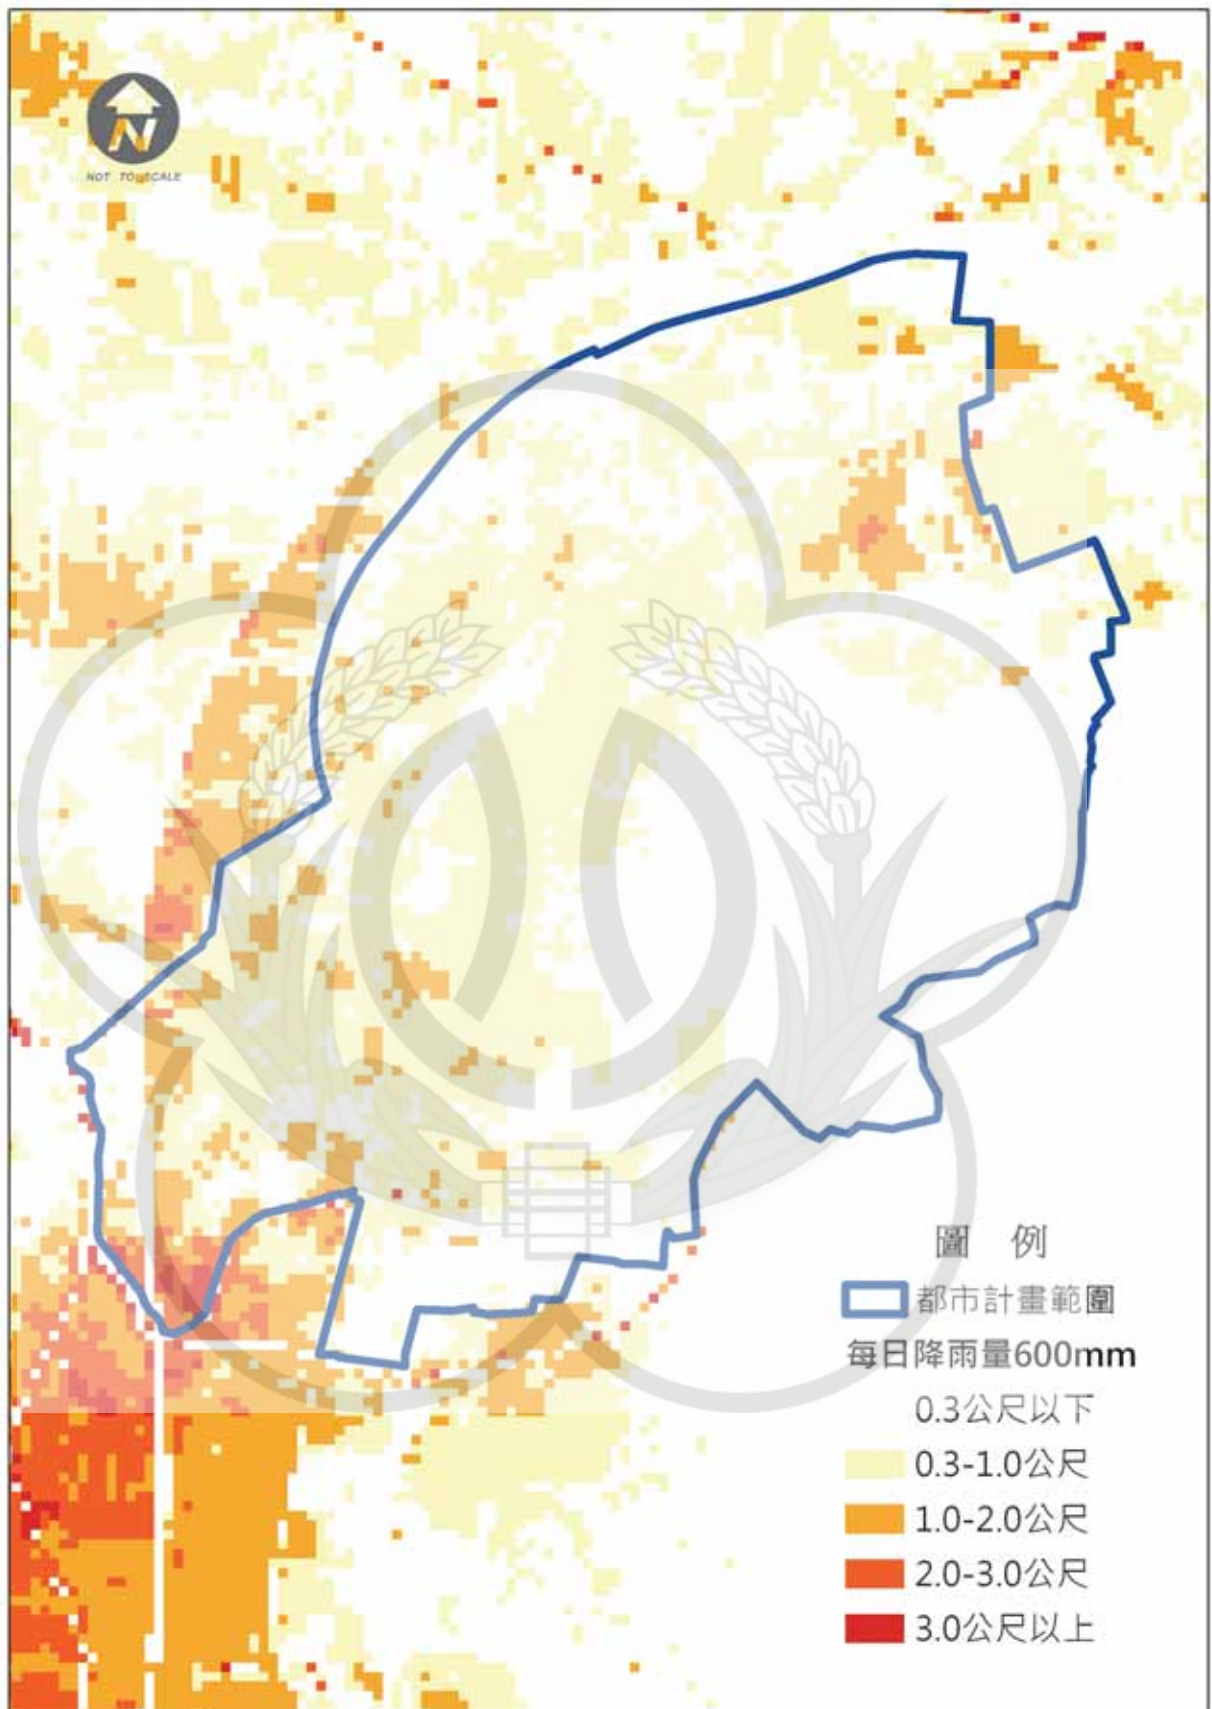 N
NOT TO SCALE
圖 例
都市計畫範圍
每日降雨量600mm
0.3公尺以下
0.3-1.0公尺
1.0-2.0公尺
2.0-3.0公尺
3.0公尺以上